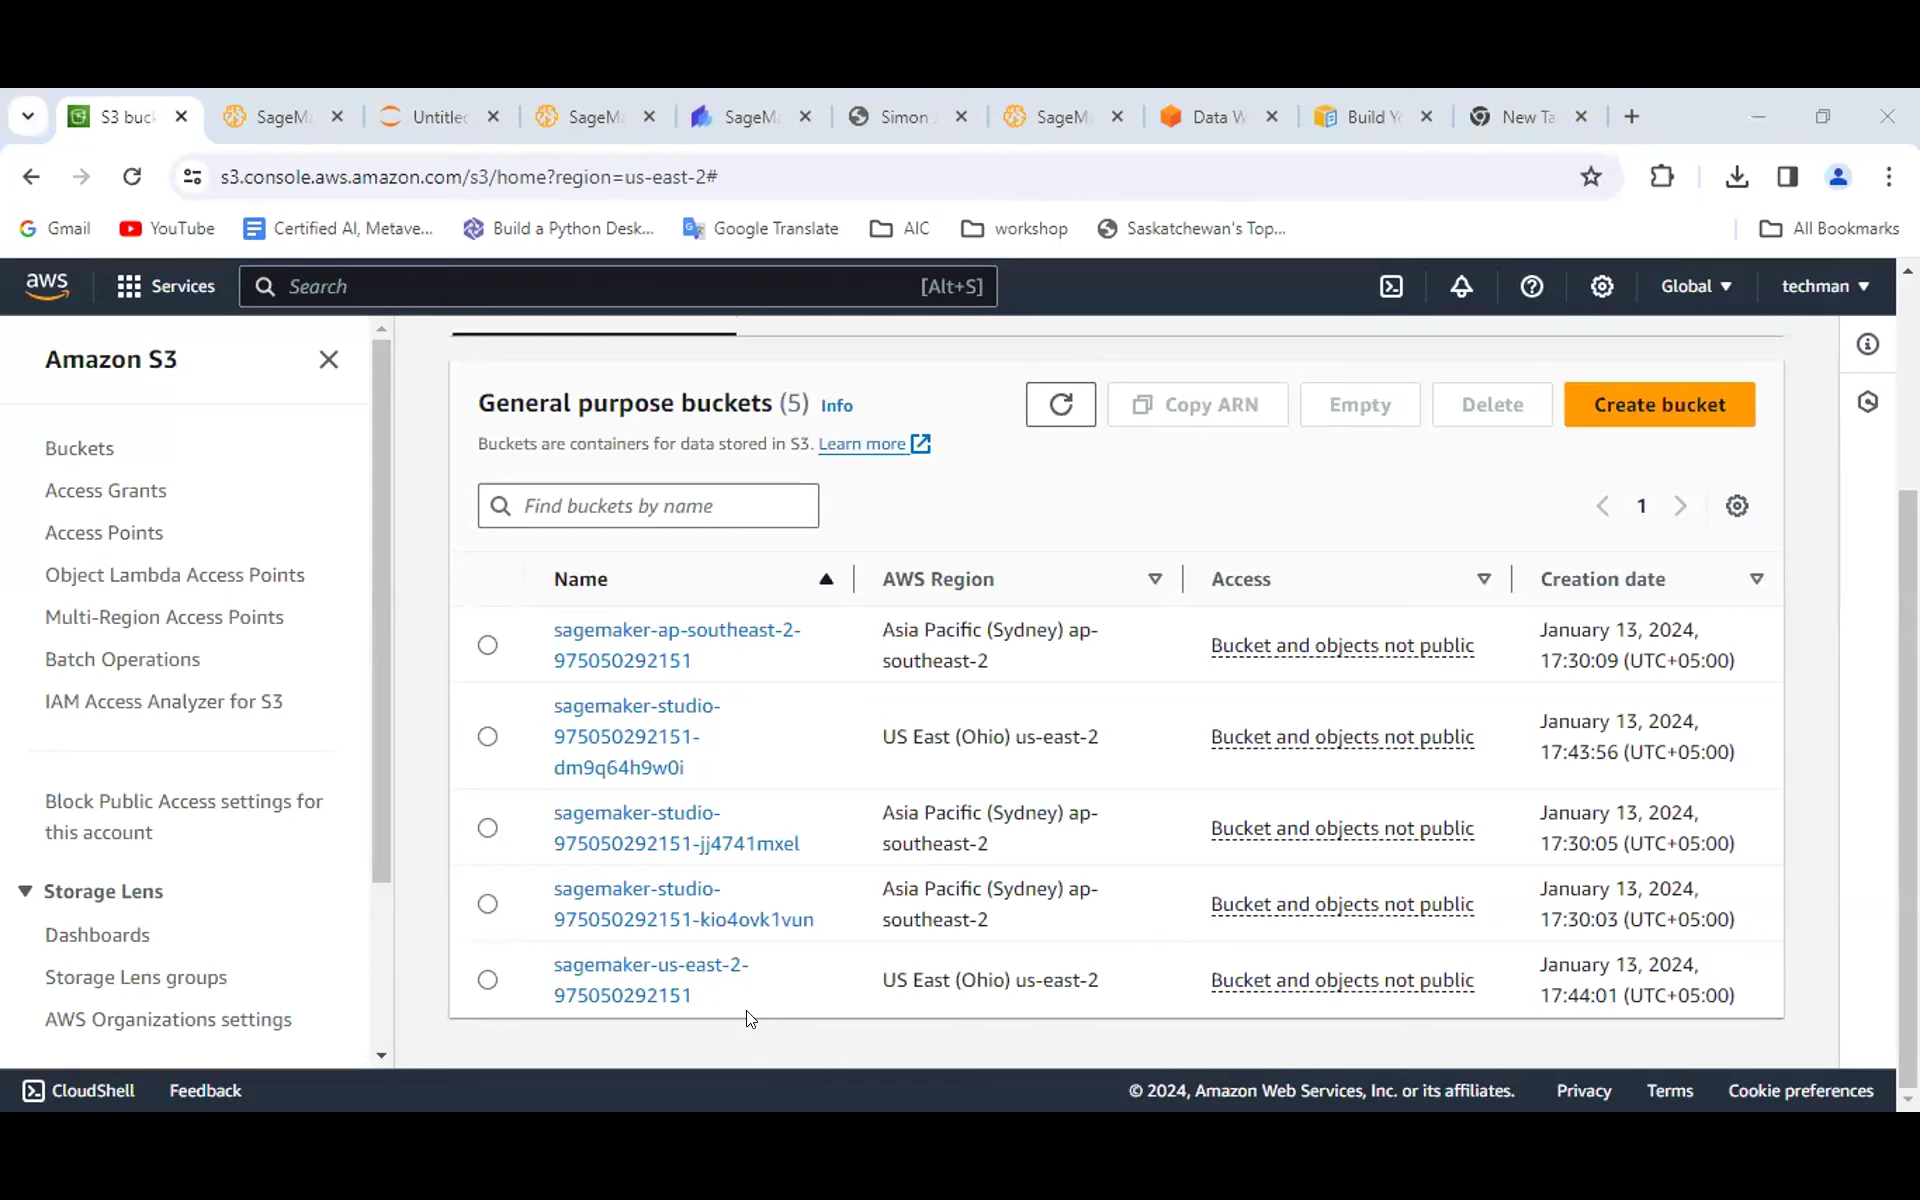 S3 buc
SageM
Untitle
SageMa
SageMa
Simon
SageM
Data W
Build Y
New Ta
s3.console.aws.amazon.com/s3/home?region=us-east-2#
Gmail
YouTube
Certified AI, Metave...
Build a Python Desk...
Google Translate
AIC
workshop
Saskatchewan's Top...
All Bookmarks
aws
Services
Search
[Alt+S]
Global
techman
Amazon S3
Buckets
Access Grants
Access Points
Object Lambda Access Points
Multi-Region Access Points
Batch Operations
IAM Access Analyzer for S3
Block Public Access settings for
this account
Storage Lens
Dashboards
Storage Lens groups
AWS Organizations settings
General purpose buckets (5) Info
Buckets are containers for data stored in S3. Learn more
Copy ARN
Empty
Delete
Create bucket
Find buckets by name
1
Name
AWS Region
Access
Creation date
sagemaker-ap-southeast-2-
975050292151
Asia Pacific (Sydney) ap-
southeast-2
Bucket and objects not public
January 13, 2024,
17:30:09 (UTC+05:00)
sagemaker-studio-
975050292151-
dm9q64h9w0i
US East (Ohio) us-east-2
Bucket and objects not public
January 13, 2024,
17:43:56 (UTC+05:00)
sagemaker-studio-
975050292151-jj4741mxel
Asia Pacific (Sydney) ap-
southeast-2
Bucket and objects not public
January 13, 2024,
17:30:05 (UTC+05:00)
sagemaker-studio-
975050292151-kio4ovk1vun
Asia Pacific (Sydney) ap-
southeast-2
Bucket and objects not public
January 13, 2024,
17:30:03 (UTC+05:00)
sagemaker-us-east-2-
975050292151
US East (Ohio) us-east-2
Bucket and objects not public
January 13, 2024,
17:44:01 (UTC+05:00)
CloudShell
Feedback
© 2024, Amazon Web Services, Inc. or its affiliates.
Privacy
Terms
Cookie preferences